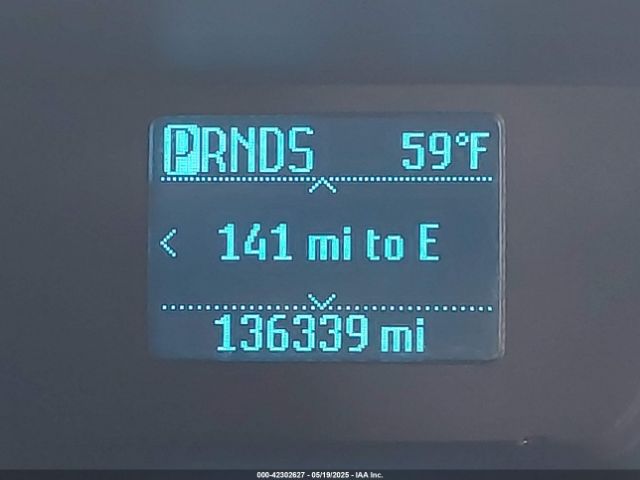 PRNDS 59°F
141 mi to E
136339 mi
000-42302627 - 05/19/2025 - IAA Inc.